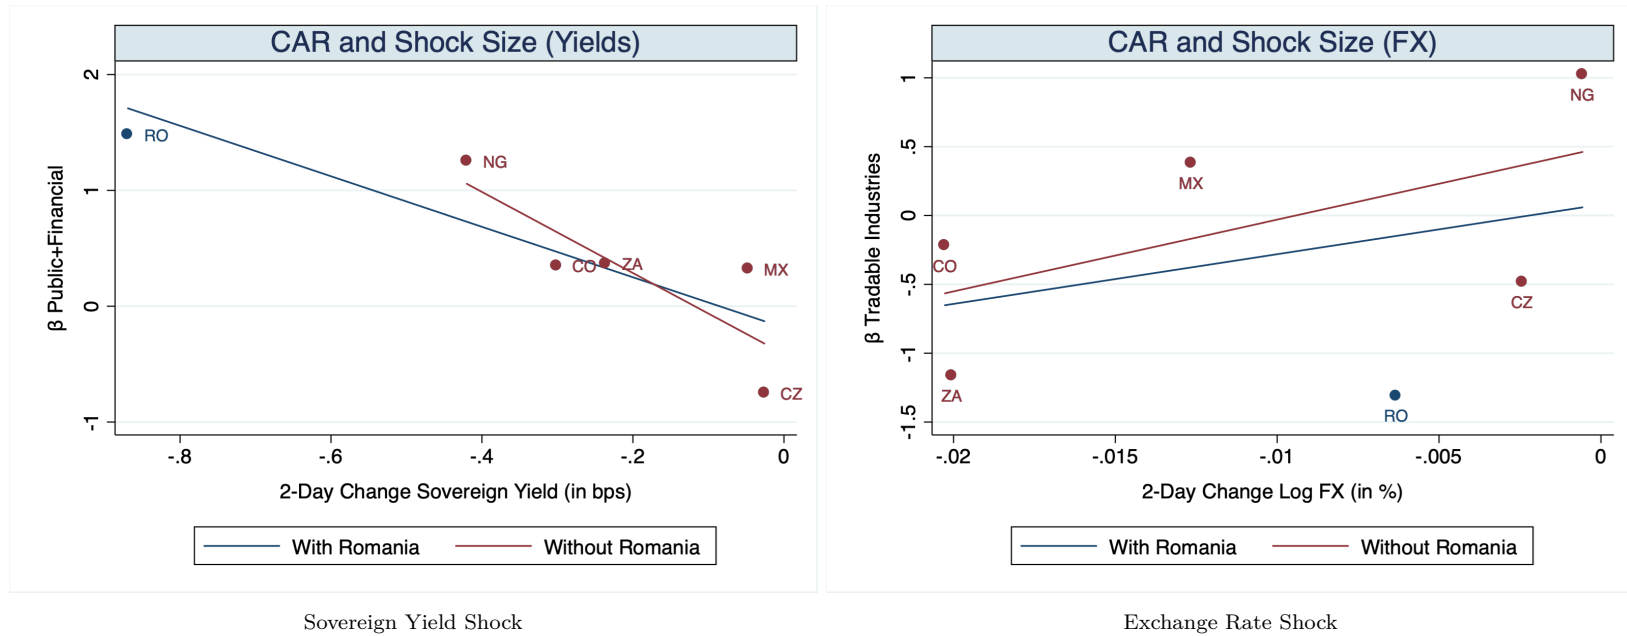 CAR and Shock Size (Yields)
2
1
0
-1
β Public+Financial
RO
NG
CO
ZA
MX
CZ
-.8 -.6 -.4 -.2 0
2-Day Change Sovereign Yield (in bps)
With Romania Without Romania
Sovereign Yield Shock
CAR and Shock Size (FX)
1
.5
0
-.5
-1
-1.5
β Tradable Industries
NG
MX
CO
CZ
ZA
RO
-.02 -.015 -.01 -.005 0
2-Day Change Log FX (in %)
With Romania Without Romania
Exchange Rate Shock